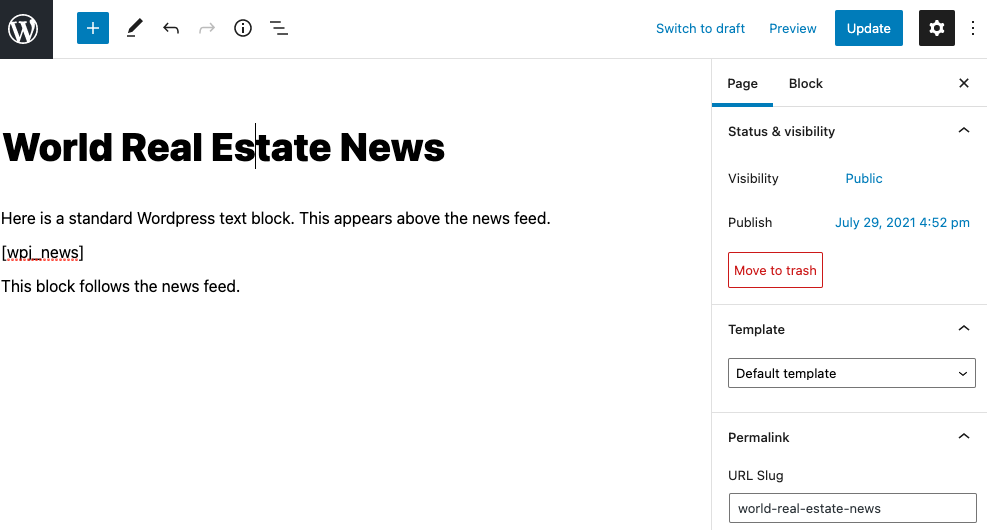 Switch to draft Preview Update
Page Block
World Real Estate News
Status & visibility
Visibility Public
Here is a standard Wordpress text block. This appears above the news feed.
Publish July 29, 2021 4:52 pm
[wpj_news]
Move to trash
This block follows the news feed.
Template
Default template
Permalink
URL Slug
world-real-estate-news